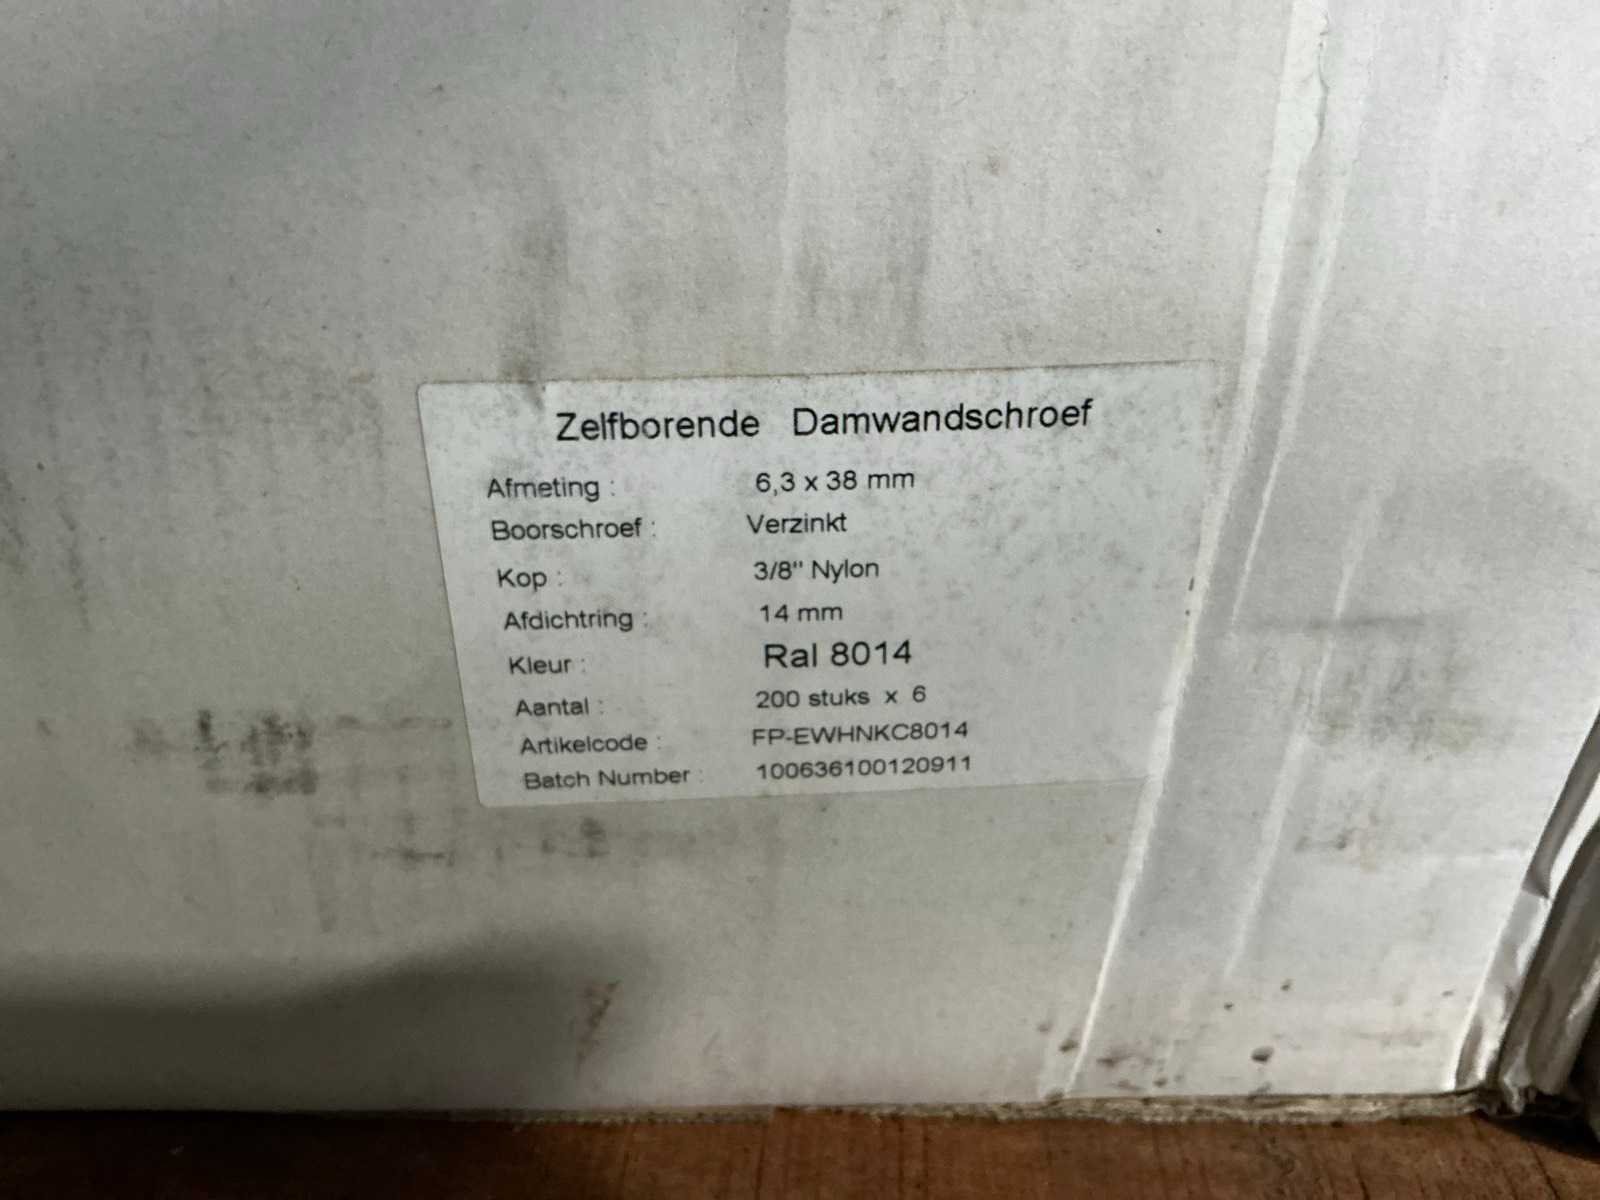 Zelfborende Damwandschroef
Afmeting : 6,3 x 38 mm
Boorschroef : Verzinkt
Kop : 3/8" Nylon
Afdichtring : 14 mm
Kleur : Ral 8014
Aantal : 200 stuks x 6
Artikelcode : FP-EWHNKC8014
Batch Number : 100636100120911